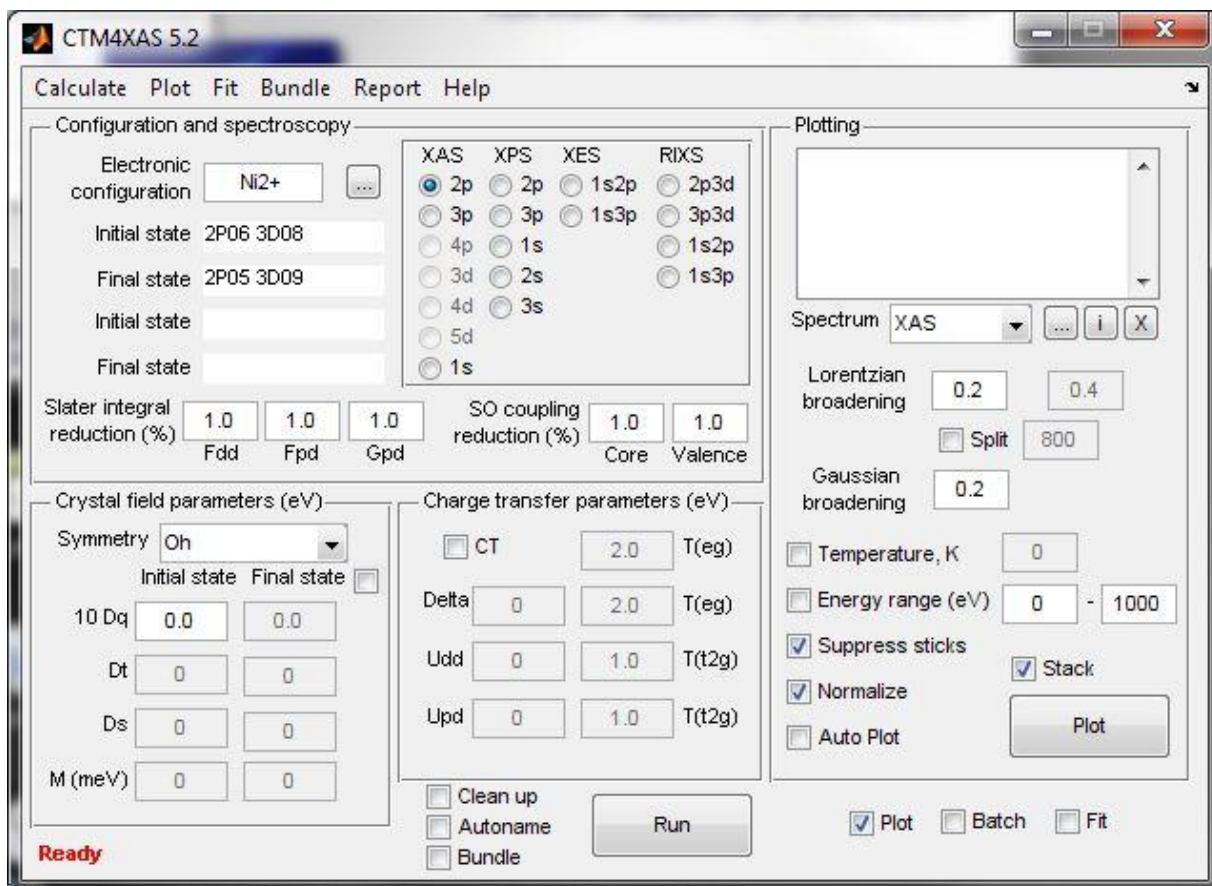 CTM4XAS 5.2
Calculate Plot Fit Bundle Report Help
Configuration and spectroscopy
Electronic configuration Ni2+ ...
Initial state 2P06 3D08
Final state 2P05 3D09
Initial state
Final state
XAS XPS XES RIXS
2p 2p 1s2p 2p3d
3p 3p 1s3p 3p3d
4p 1s 1s2p
3d 2s 1s3p
4d 3s
5d
1s
Slater integral reduction (%) 1.0 1.0 1.0
Fdd Fpd Gpd
SO coupling reduction (%) 1.0 1.0
Core Valence
Crystal field parameters (eV)
Symmetry Oh
Initial state Final state
10 Dq 0.0 0.0
Dt 0 0
Ds 0 0
M (meV) 0 0
Ready
Charge transfer parameters (eV)
CT 2.0 T(eg)
Delta 0 2.0 T(eg)
Udd 0 1.0 T(t2g)
Upd 0 1.0 T(t2g)
Clean up
Autoname
Bundle
Run
Plotting
Spectrum XAS ... i X
Lorentzian broadening 0.2 0.4
Split 800
Gaussian broadening 0.2
Temperature, K 0
Energy range (eV) 0 - 1000
Suppress sticks
Stack
Normalize
Auto Plot
Plot
Plot Batch Fit